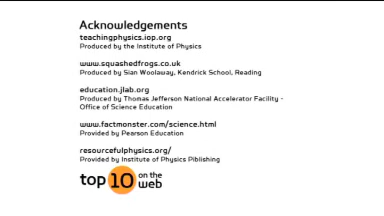 Acknowledgements
teachingphysics.iop.org
Produced by the Institute of Physics
www.squashedfrogs.co.uk
Produced by Sian Woolaway, Kendrick School, Reading
education.jlab.org
Produced by Thomas Jefferson National Accelerator Facility -
Office of Science Education
www.factmonster.com/science.html
Provided by Pearson Education
resourcefulphysics.org/
Provided by Institute of Physics Piblishing
top 10 on the web